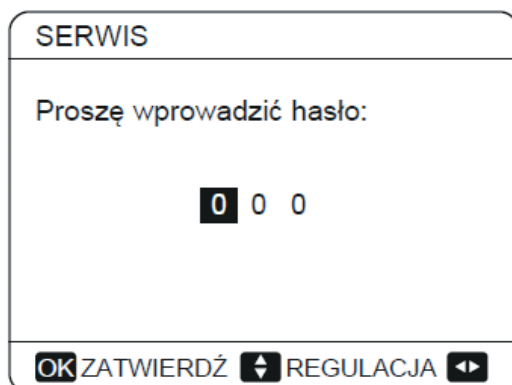 SERWIS
Proszę wprowadzić hasło:
0 0 0
OK ZATWIERDŹ REGULACJA